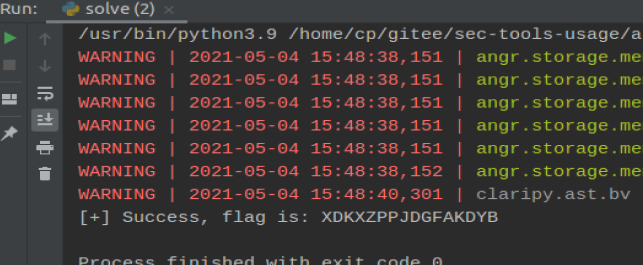 Run: solve (2) ×
/usr/bin/python3.9 /home/cp/gitee/sec-tools-usage/a
WARNING | 2021-05-04 15:48:38,151 | angr.storage.me
WARNING | 2021-05-04 15:48:38,151 | angr.storage.me
WARNING | 2021-05-04 15:48:38,151 | angr.storage.me
WARNING | 2021-05-04 15:48:38,151 | angr.storage.me
WARNING | 2021-05-04 15:48:38,151 | angr.storage.me
WARNING | 2021-05-04 15:48:38,152 | angr.storage.me
WARNING | 2021-05-04 15:48:40,301 | claripy.ast.bv
[+] Success, flag is: XDKXZPPJDGFAKDYB
Process finished with exit code 0